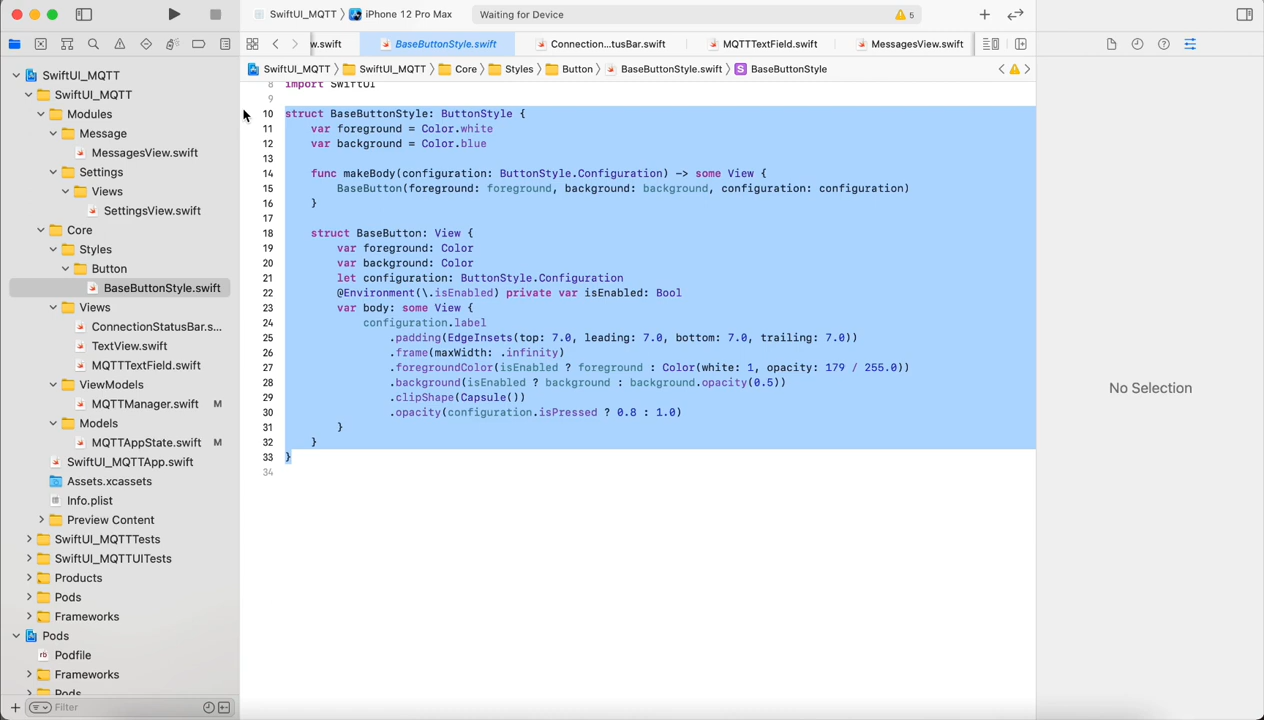 SwiftUI_MQTT 〉 iPhone 12 Pro Max
Waiting for Device
5
w.swift
BaseButtonStyle.swift
Connection...tusBar.swift
MQTTTextField.swift
MessagesView.swift
SwiftUI_MQTT 〉 SwiftUI_MQTT 〉 Core 〉 Styles 〉 Button 〉 BaseButtonStyle.swift 〉 S BaseButtonStyle
SwiftUI_MQTT
SwiftUI_MQTT
Modules
Message
MessagesView.swift
Settings
Views
SettingsView.swift
Core
Styles
Button
BaseButtonStyle.swift
Views
ConnectionStatusBar.s...
TextView.swift
MQTTTextField.swift
ViewModels
MQTTManager.swift M
Models
MQTTAppState.swift M
SwiftUI_MQTTApp.swift
Assets.xcassets
Info.plist
Preview Content
SwiftUI_MQTTTests
SwiftUI_MQTTUITests
Products
Pods
Frameworks
Pods
rb Podfile
Frameworks
Pods
Filter
8 import SwiftUI
9
10 struct BaseButtonStyle: ButtonStyle {
11 var foreground = Color.white
12 var background = Color.blue
13
14 func makeBody(configuration: ButtonStyle.Configuration) -> some View {
15 BaseButton(foreground: foreground, background: background, configuration: configuration)
16 }
17
18 struct BaseButton: View {
19 var foreground: Color
20 var background: Color
21 let configuration: ButtonStyle.Configuration
22 @Environment(\.isEnabled) private var isEnabled: Bool
23 var body: some View {
24 configuration.label
25 .padding(EdgeInsets(top: 7.0, leading: 7.0, bottom: 7.0, trailing: 7.0))
26 .frame(maxWidth: .infinity)
27 .foregroundColor(isEnabled ? foreground : Color(white: 1, opacity: 179 / 255.0))
28 .background(isEnabled ? background : background.opacity(0.5))
29 .clipShape(Capsule())
30 .opacity(configuration.isPressed ? 0.8 : 1.0)
31 }
32 }
33 }
34
No Selection